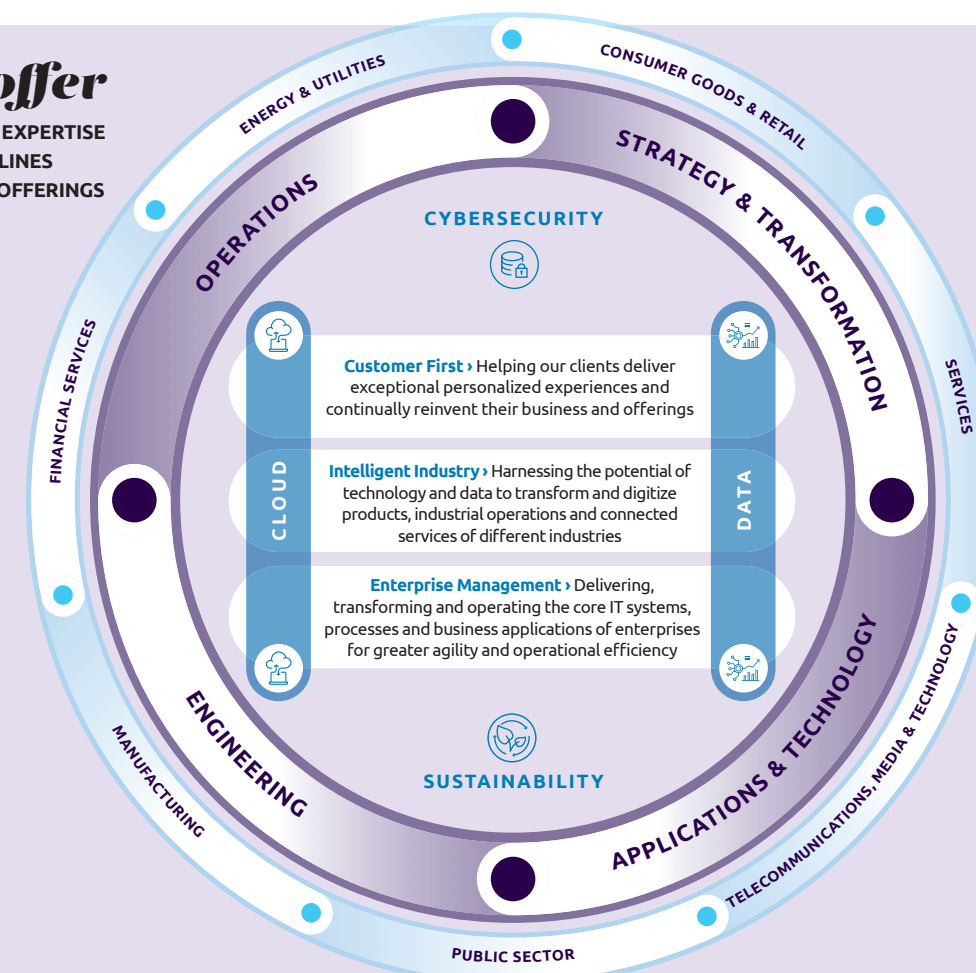 offer
EXPERTISE
LINES
OFFERINGS
ENERGY & UTILITIES
CONSUMER GOODS & RETAIL
SERVICES
TELECOMMUNICATIONS, MEDIA & TECHNOLOGY
PUBLIC SECTOR
MANUFACTURING
FINANCIAL SERVICES
OPERATIONS
STRATEGY & TRANSFORMATION
APPLICATIONS & TECHNOLOGY
ENGINEERING
CYBERSECURITY
CLOUD
DATA
Customer First › Helping our clients deliver
exceptional personalized experiences and
continually reinvent their business and offerings
Intelligent Industry › Harnessing the potential of
technology and data to transform and digitize
products, industrial operations and connected
services of different industries
Enterprise Management › Delivering,
transforming and operating the core IT systems,
processes and business applications of enterprises
for greater agility and operational efficiency
SUSTAINABILITY